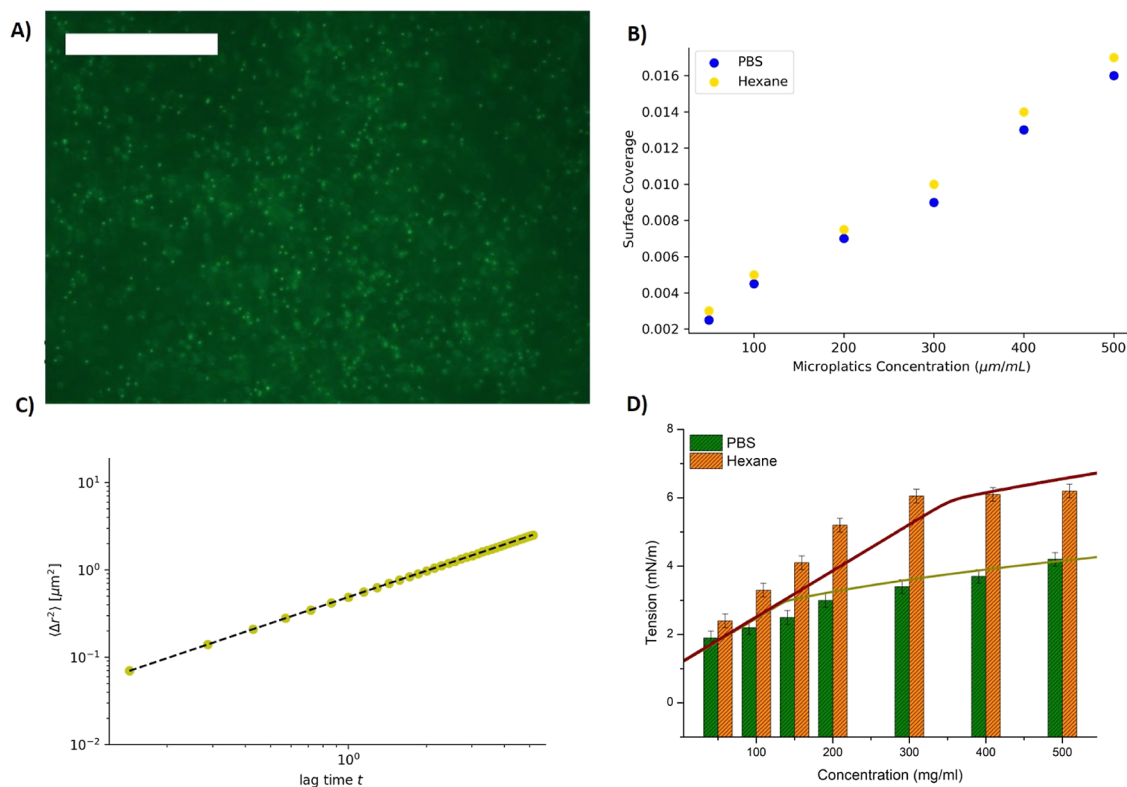 A)
B)
PBS
Hexane
0.016
0.014
0.012
0.010
0.008
0.006
0.004
0.002
Surface Coverage
100
200
300
400
500
Microplatics Concentration (μm/mL)
C)
10¹
10⁰
10⁻¹
10⁻²
⟨Δr²⟩ [μm²]
10⁰
lag time t
D)
PBS
Hexane
8
6
4
2
0
Tension (mN/m)
100
200
300
400
500
Concentration (mg/ml)